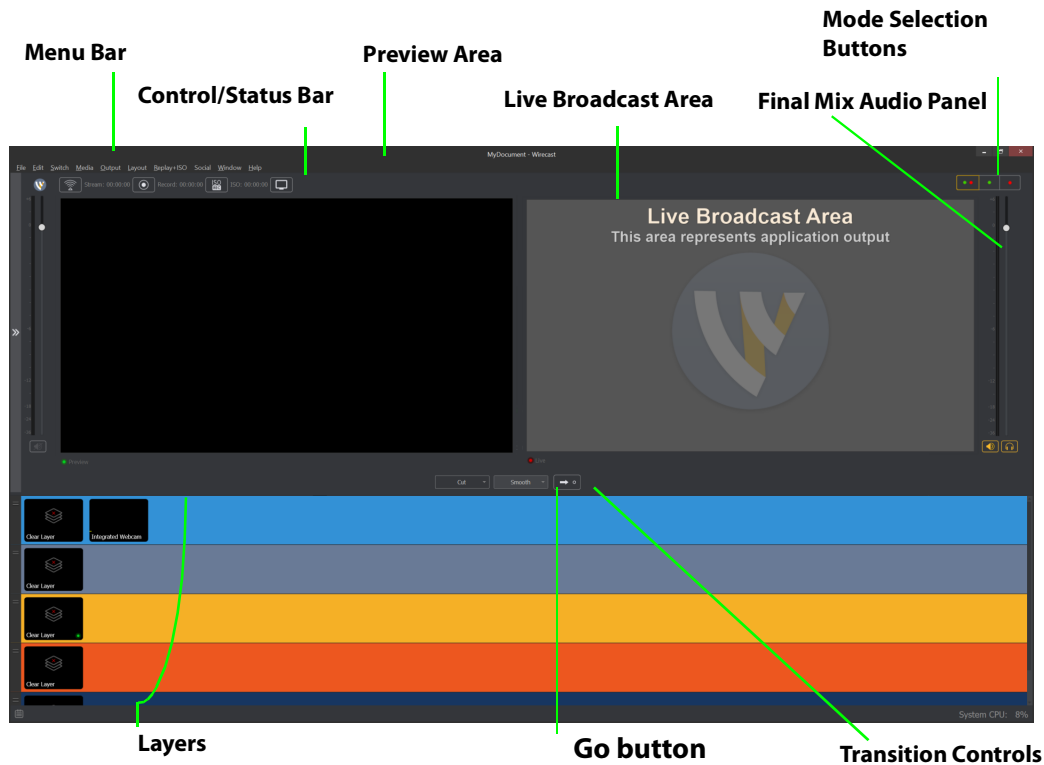 Mode Selection
Buttons
Menu Bar
Preview Area
Control/Status Bar
Live Broadcast Area
Final Mix Audio Panel
MyDocument - Wirecast
File Edit Switch Media Output Layout Replay+ISO Social Window Help
Stream: 00:00:00 Record: 00:00:00 ISO ISO: 00:00:00
Live Broadcast Area
This area represents application output
Preview
Live
Cut Smooth
Clear Layer Integrated Webcam
Clear Layer
Clear Layer
Clear Layer
System CPU: 8%
Layers
Go button
Transition Controls